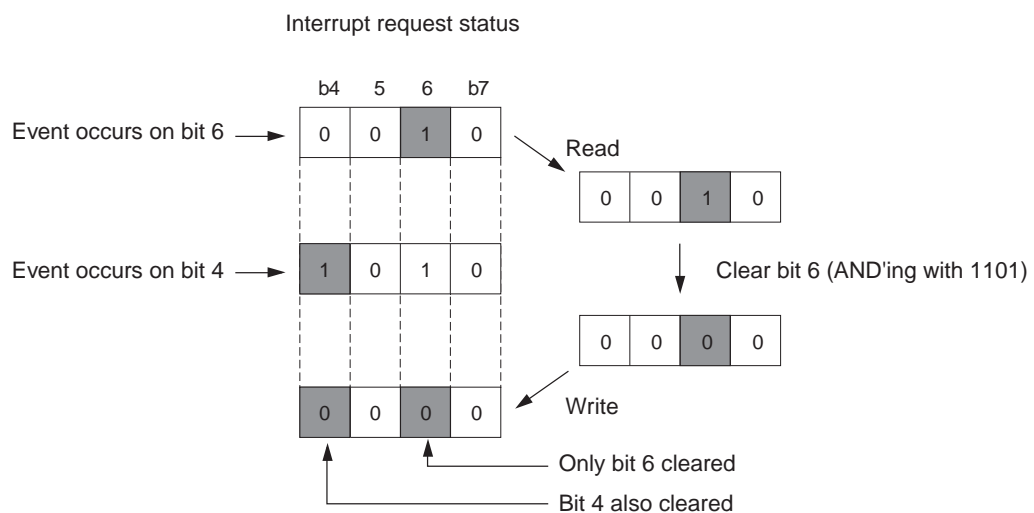 Interrupt request status
b4 5 6 b7
Event occurs on bit 6
0 0 1 0
Read
0 0 1 0
Event occurs on bit 4
1 0 1 0
Clear bit 6 (AND'ing with 1101)
0 0 0 0
0 0 0 0
Write
Only bit 6 cleared
Bit 4 also cleared